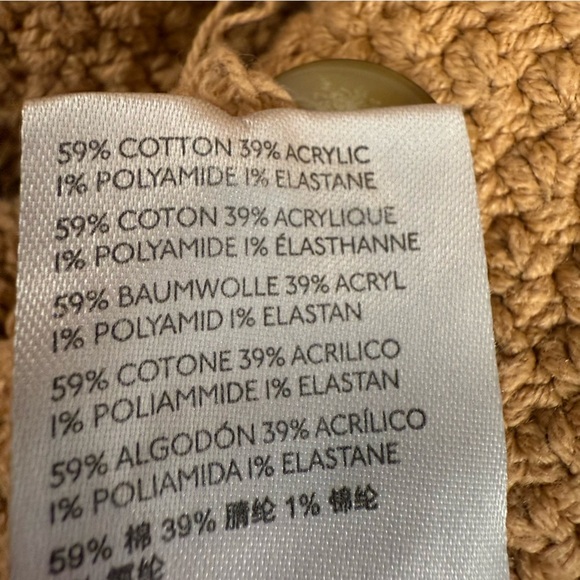 59% COTTON 39% ACRYLIC
1% POLYAMIDE 1% ELASTANE
59% COTON 39% ACRYLIQUE
1% POLYAMIDE 1% ÉLASTHANNE
59% BAUMWOLLE 39% ACRYL
1% POLYAMID 1% ELASTAN
59% COTONE 39% ACRILICO
1% POLIAMMIDE 1% ELASTAN
59% ALGODÓN 39% ACRÍLICO
1% POLIAMIDA 1% ELASTANE
59% 棉 39% 腈纶 1% 锦纶